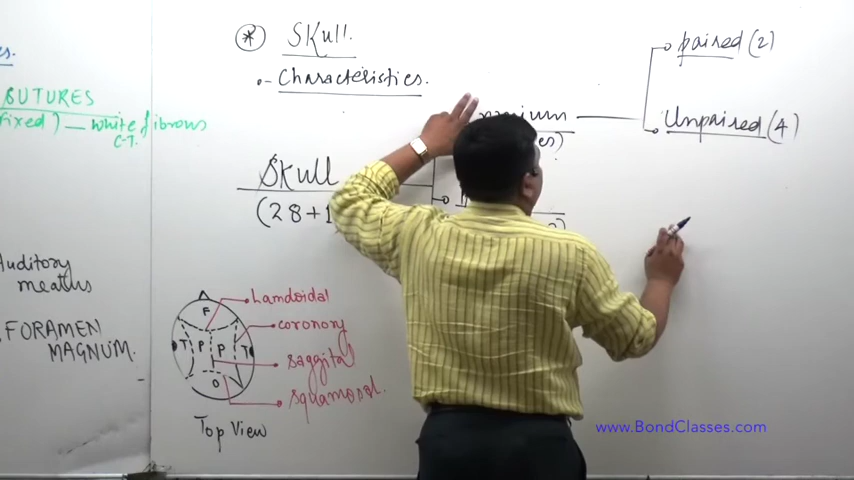 es.
SUTURES
fixed) — white fibrous
C-T.
Auditory
meatus
FORAMEN
MAGNUM.
* Skull.
Characteristics.
Skull
(28+1
paired (2)
Unpaired (4)
F
T
P
P
T
O
Lamdoidal
coronory
saggital
squamosal.
Top View
www.BondClasses.com